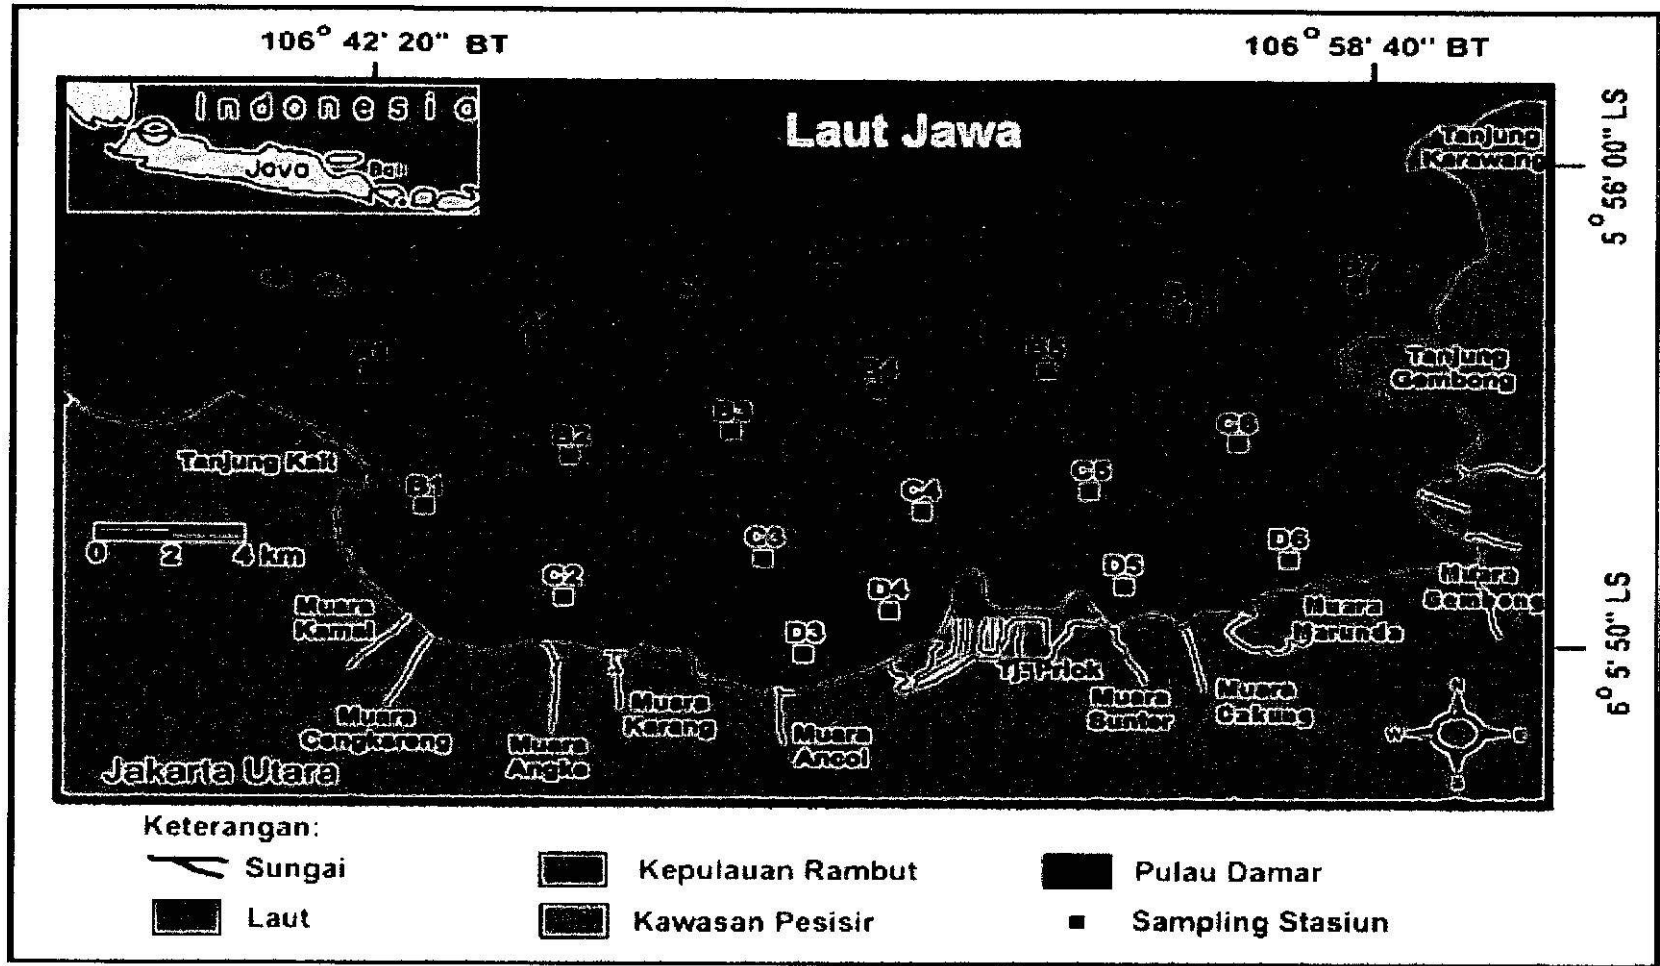 106° 42' 20" BT
106° 58' 40" BT
Indonesia
Java
Bali
Laut Jawa
Tanjung
Karawang
5° 56' 00" LS
Tanjung
Gembong
Tanjung Kait
B1
B3
C6
C5
C4
C3
C2
D6
D5
D4
D3
0 2 4 km
Muara
Kamal
Muara
Cengkareng
Muara
Angke
Muara
Karang
Muara
Ancol
Tj. Priok
Muara
Sunter
Muara
Cakung
Muara
Marunda
Muara
Gembong
6° 5' 50" LS
Jakarta Utara
N
W E
S
Keterangan:
Sungai
Laut
Kepulauan Rambut
Kawasan Pesisir
Pulau Damar
Sampling Stasiun